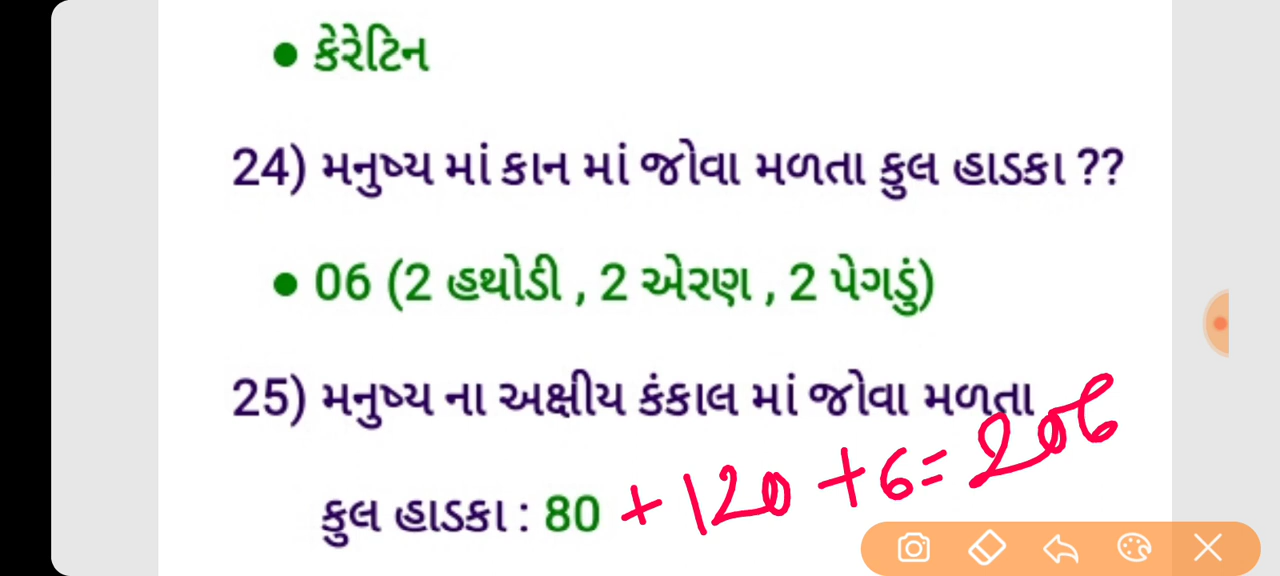 • કેરેટિન
24) મનુષ્ય માં કાન માં જોવા મળતા કુલ હાડકા ??
• 06 (2 હથોડી , 2 એરણ , 2 પેગડું)
25) મનુષ્ય ના અક્ષીય કંકાલ માં જોવા મળતા
કુલ હાડકા : 80 + 120 + 6 = 206